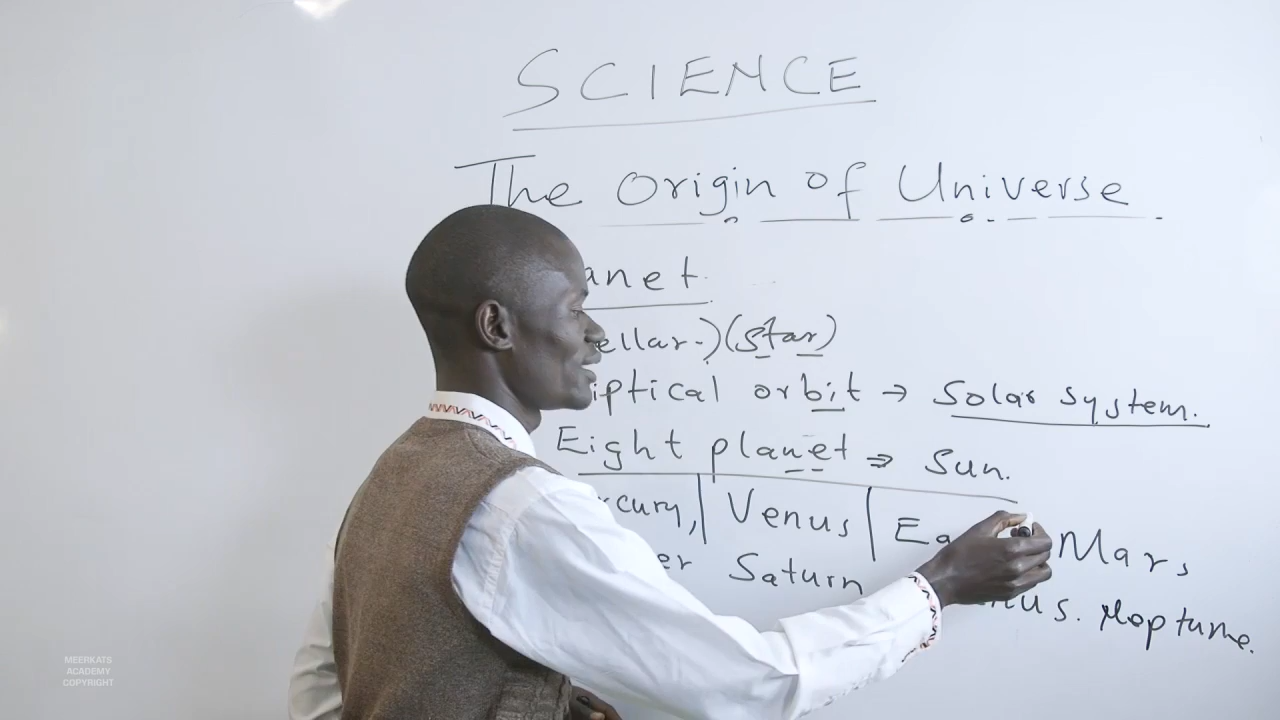 SCIENCE
The Origin of Universe
anet.
ellar-)(star)
iptical orbit → Solar system.
Eight planet ⇒ Sun.
rcury, | Venus | Ea Mars
er Saturn nus. Neptune.
MEERKATS
ACADEMY
COPYRIGHT